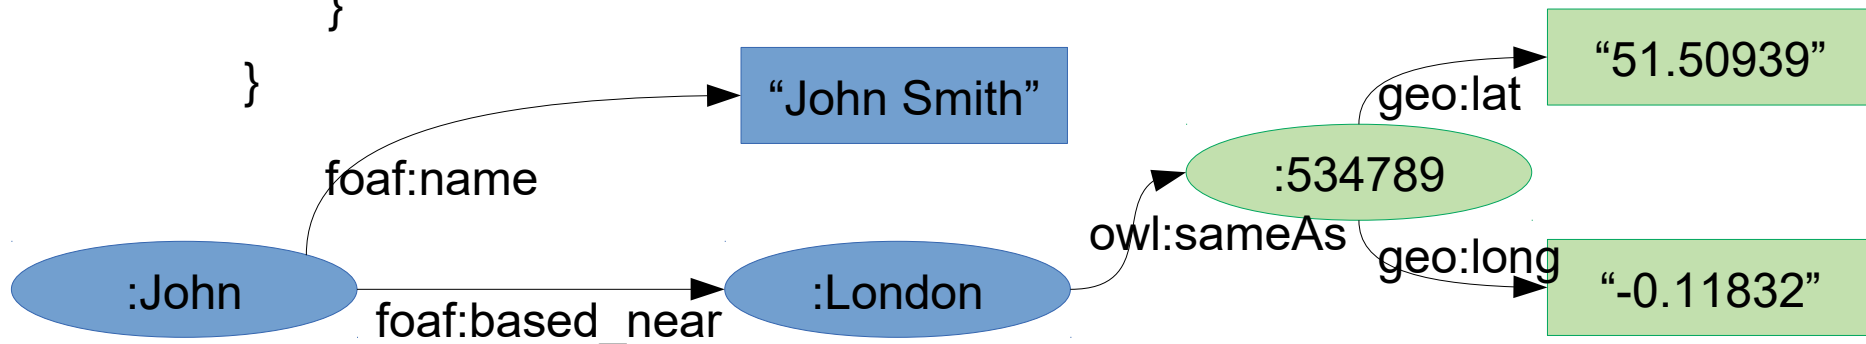 }
}
“John Smith”
“51.50939”
geo:lat
foaf:name
:534789
owl:sameAs
geo:long
:John
:London
“-0.11832”
foaf:based_near